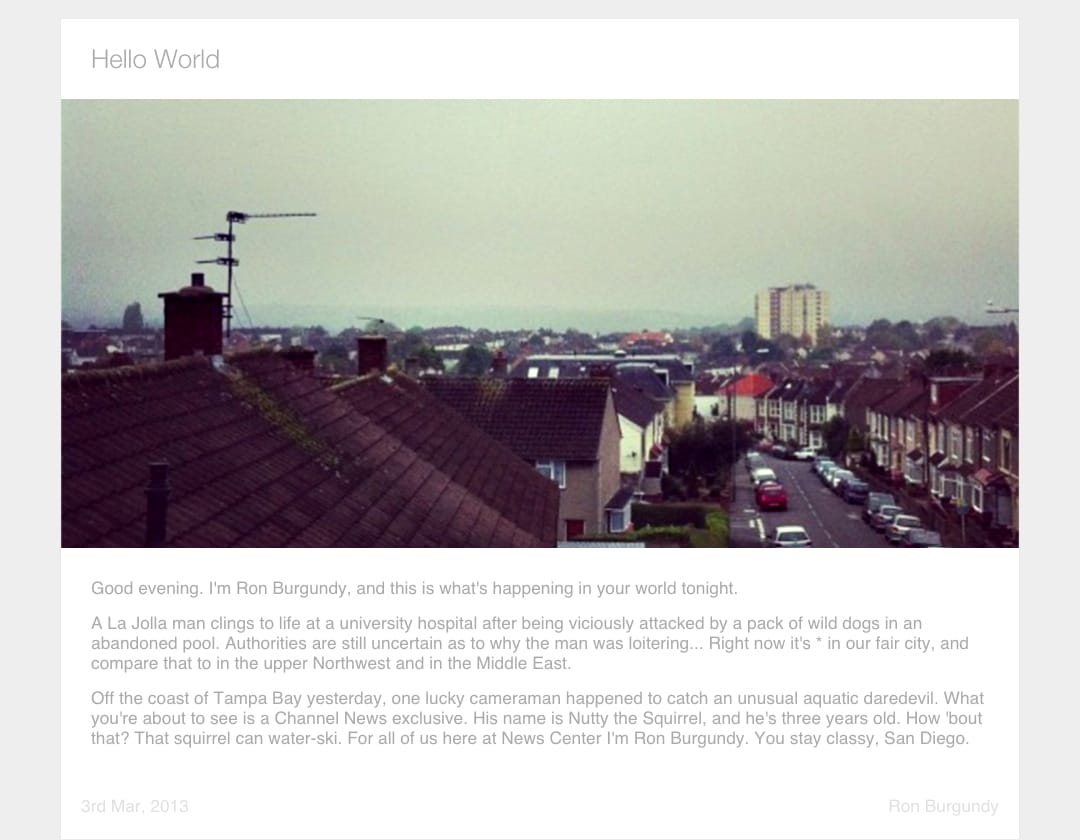 Hello World
Good evening. I'm Ron Burgundy, and this is what's happening in your world tonight.
A La Jolla man clings to life at a university hospital after being viciously attacked by a pack of wild dogs in an
abandoned pool. Authorities are still uncertain as to why the man was loitering... Right now it's * in our fair city, and
compare that to in the upper Northwest and in the Middle East.
Off the coast of Tampa Bay yesterday, one lucky cameraman happened to catch an unusual aquatic daredevil. What
you're about to see is a Channel News exclusive. His name is Nutty the Squirrel, and he's three years old. How 'bout
that? That squirrel can water-ski. For all of us here at News Center I'm Ron Burgundy. You stay classy, San Diego.
3rd Mar, 2013
Ron Burgundy